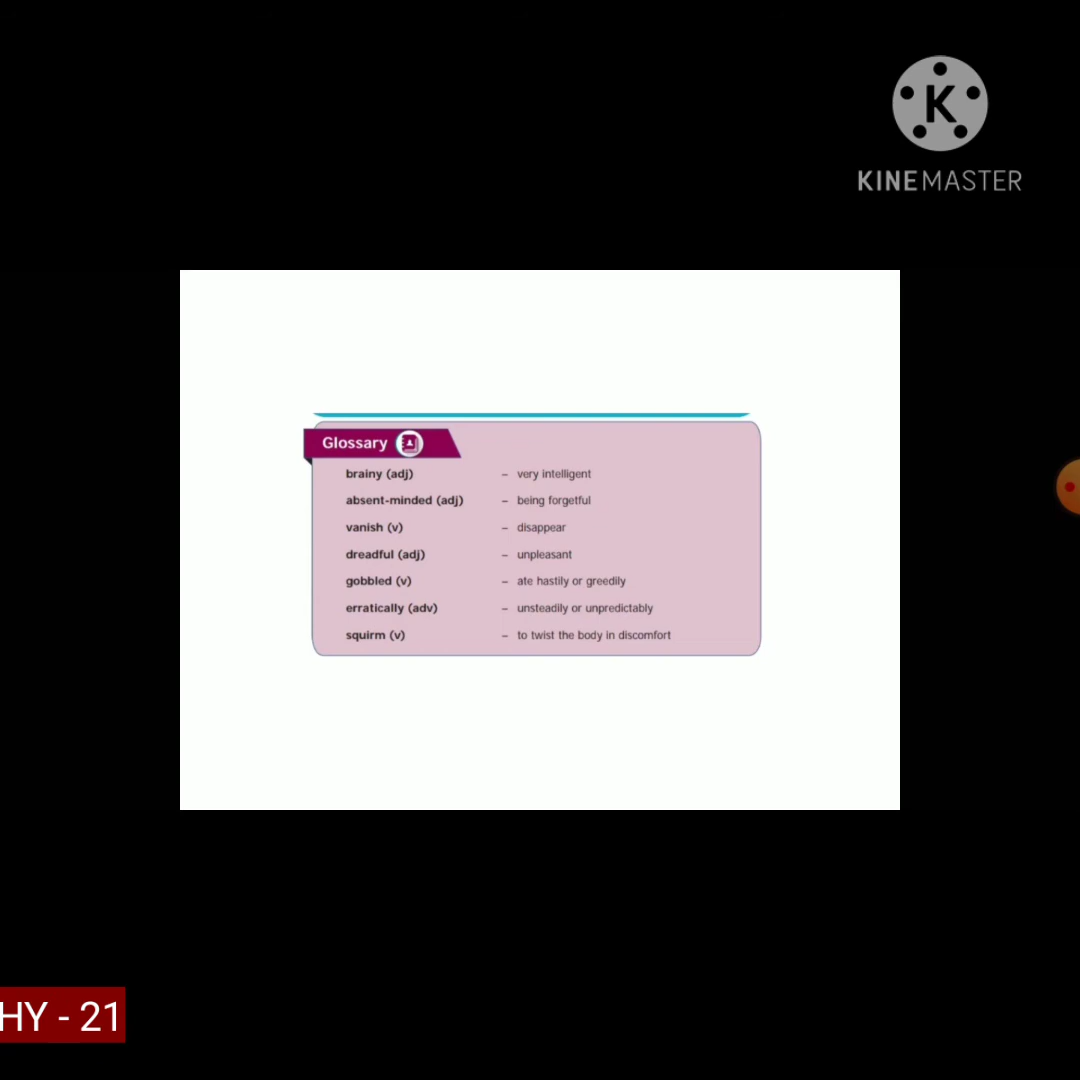 KINEMASTER
Glossary
brainy (adj) – very intelligent
absent-minded (adj) – being forgetful
vanish (v) – disappear
dreadful (adj) – unpleasant
gobbled (v) – ate hastily or greedily
erratically (adv) – unsteadily or unpredictably
squirm (v) – to twist the body in discomfort
HY - 21